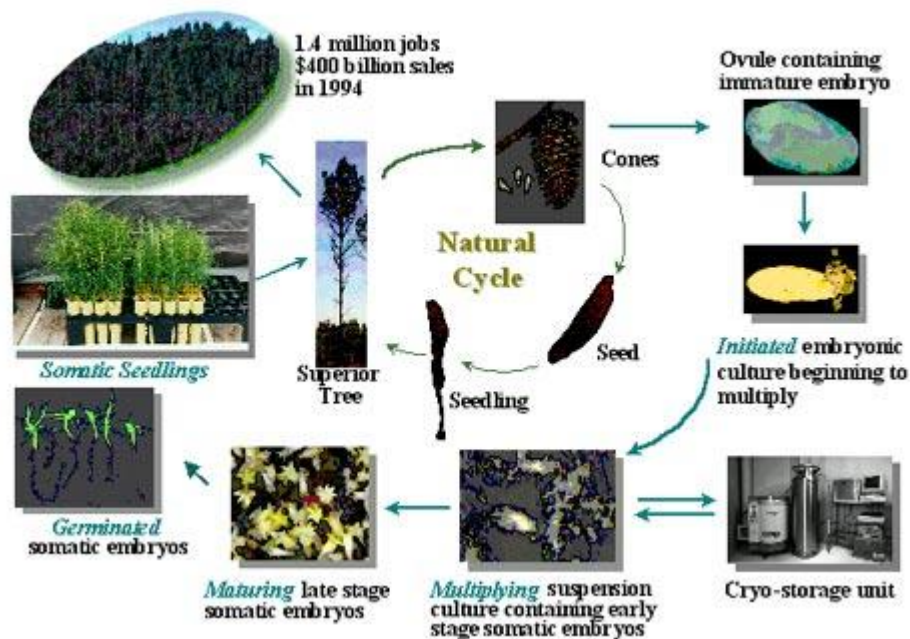 1.4 million jobs
$400 billion sales
in 1994
Ovule containing
immature embryo
Cones
Natural
Cycle
Seed
Seedling
Superior
Tree
Somatic Seedlings
Initiated embryonic
culture beginning to
multiply
Germinated
somatic embryos
Maturing late stage
somatic embryos
Multiplying suspension
culture containing early
stage somatic embryos
Cryo-storage unit